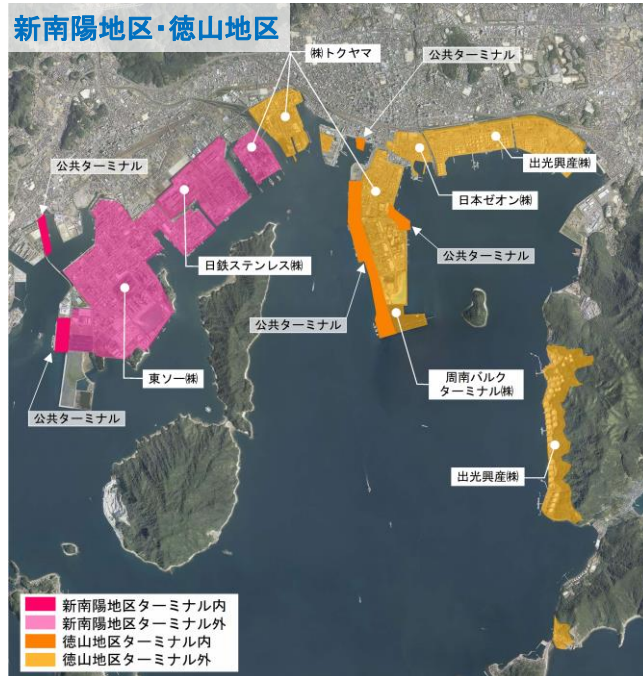 新南陽地区・徳山地区
㈱トクヤマ
公共ターミナル
出光興産㈱
公共ターミナル
日本ゼオン㈱
日鉄ステンレス㈱
公共ターミナル
公共ターミナル
東ソー㈱
周南バルク
ターミナル㈱
公共ターミナル
出光興産㈱
新南陽地区ターミナル内
新南陽地区ターミナル外
徳山地区ターミナル内
徳山地区ターミナル外